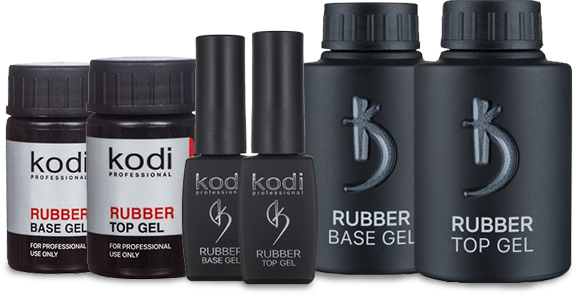 kodi
PROFESSIONAL
RUBBER
BASE GEL
FOR PROFESSIONAL
USE ONLY
kodi
PROFESSIONAL
RUBBER
TOP GEL
FOR PROFESSIONAL
USE ONLY
kodi
professional
RUBBER
BASE GEL
kodi
professional
RUBBER
TOP GEL
RUBBER
BASE GEL
RUBBER
TOP GEL